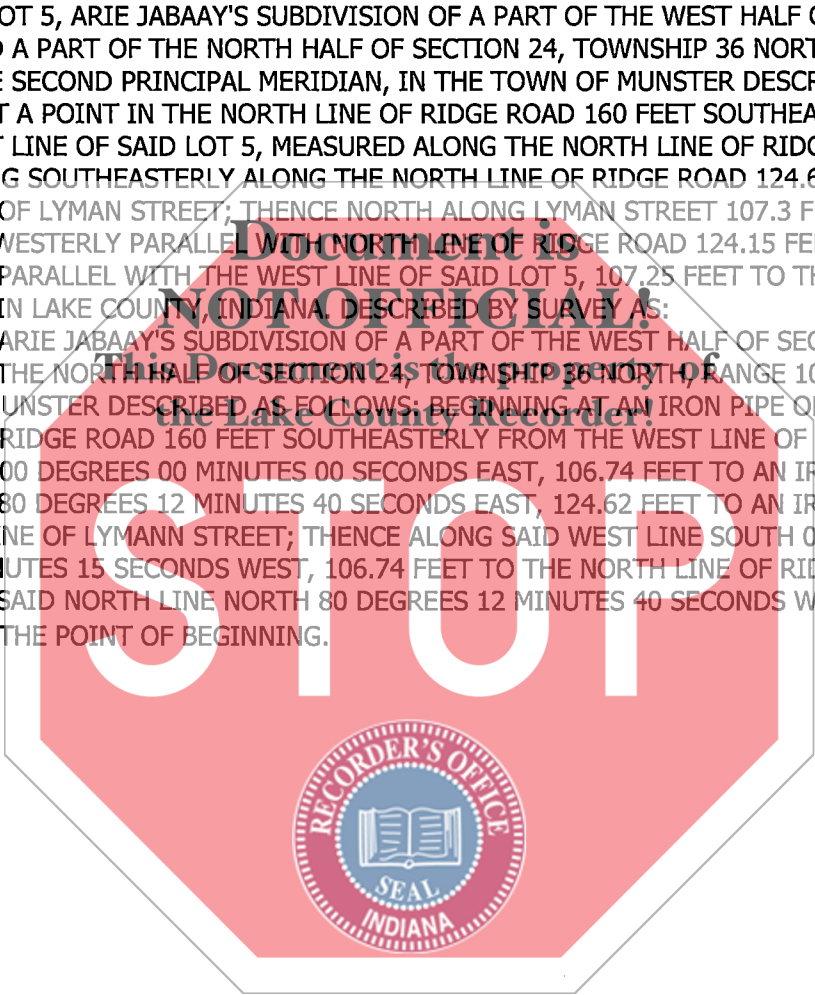 OT 5, ARIE JABAAY'S SUBDIVISION OF A PART OF THE WEST HALF
A PART OF THE NORTH HALF OF SECTION 24, TOWNSHIP 36 NORT
SECOND PRINCIPAL MERIDIAN, IN THE TOWN OF MUNSTER DESCR
T A POINT IN THE NORTH LINE OF RIDGE ROAD 160 FEET SOUTHEA
LINE OF SAID LOT 5, MEASURED ALONG THE NORTH LINE OF RIDG
G SOUTHEASTERLY ALONG THE NORTH LINE OF RIDGE ROAD 124.6
OF LYMAN STREET; THENCE NORTH ALONG LYMAN STREET 107.3 F
WESTERLY PARALLEL WITH NORTH LINE OF RIDGE ROAD 124.15 FEE
PARALLEL WITH THE WEST LINE OF SAID LOT 5, 107.25 FEET TO TH
IN LAKE COUNTY, INDIANA. DESCRIBED BY SURVEY AS:
ARIE JABAAY'S SUBDIVISION OF A PART OF THE WEST HALF OF SEC
THE NORTH HALF OF SECTION 24, TOWNSHIP 36 NORTH, RANGE 10
UNSTER DESCRIBED AS FOLLOWS: BEGINNING AT AN IRON PIPE O
RIDGE ROAD 160 FEET SOUTHEASTERLY FROM THE WEST LINE OF
00 DEGREES 00 MINUTES 00 SECONDS EAST, 106.74 FEET TO AN IR
80 DEGREES 12 MINUTES 40 SECONDS EAST, 124.62 FEET TO AN IR
NE OF LYMANN STREET; THENCE ALONG SAID WEST LINE SOUTH 0
UTES 15 SECONDS WEST, 106.74 FEET TO THE NORTH LINE OF RID
SAID NORTH LINE NORTH 80 DEGREES 12 MINUTES 40 SECONDS W
THE POINT OF BEGINNING.
Document is
NOT OFFICIAL!
This Document is the property of
the Lake County Recorder!
STOP
RECORDER'S OFFICE
SEAL
INDIANA